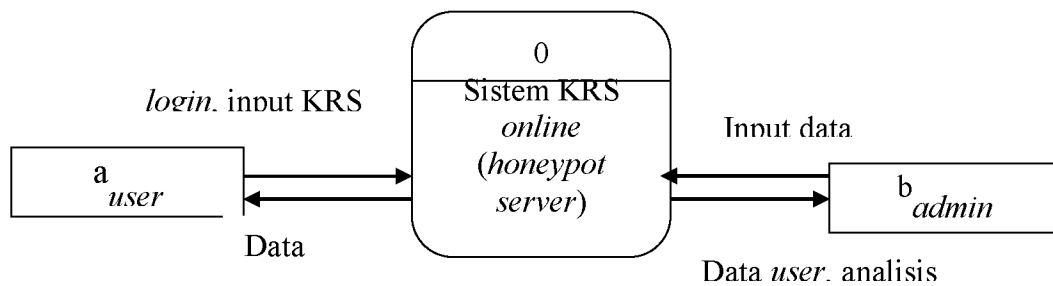 0
Sistem KRS
online
(honeypot
server)
login, input KRS
a
user
Data
Input data
b
admin
Data user, analisis